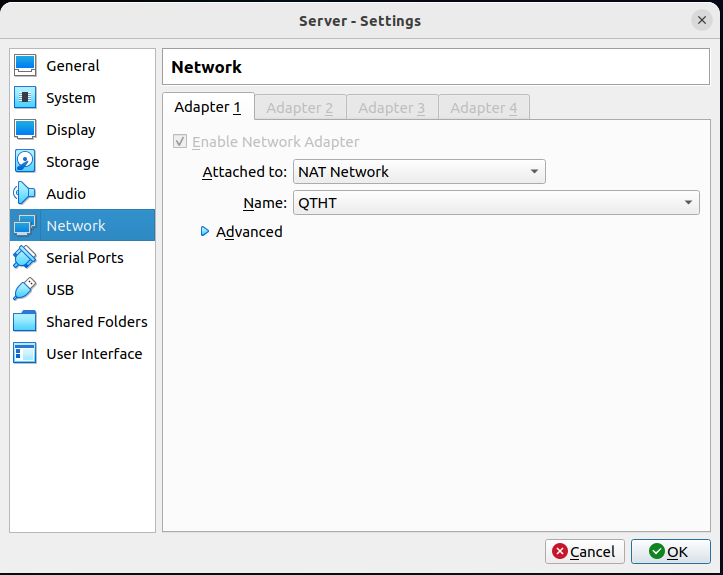 Server - Settings
General
System
Display
Storage
Audio
Network
Serial Ports
USB
Shared Folders
User Interface
Network
Adapter 1 Adapter 2 Adapter 3 Adapter 4
Enable Network Adapter
Attached to: NAT Network
Name: QTHT
Advanced
Cancel OK